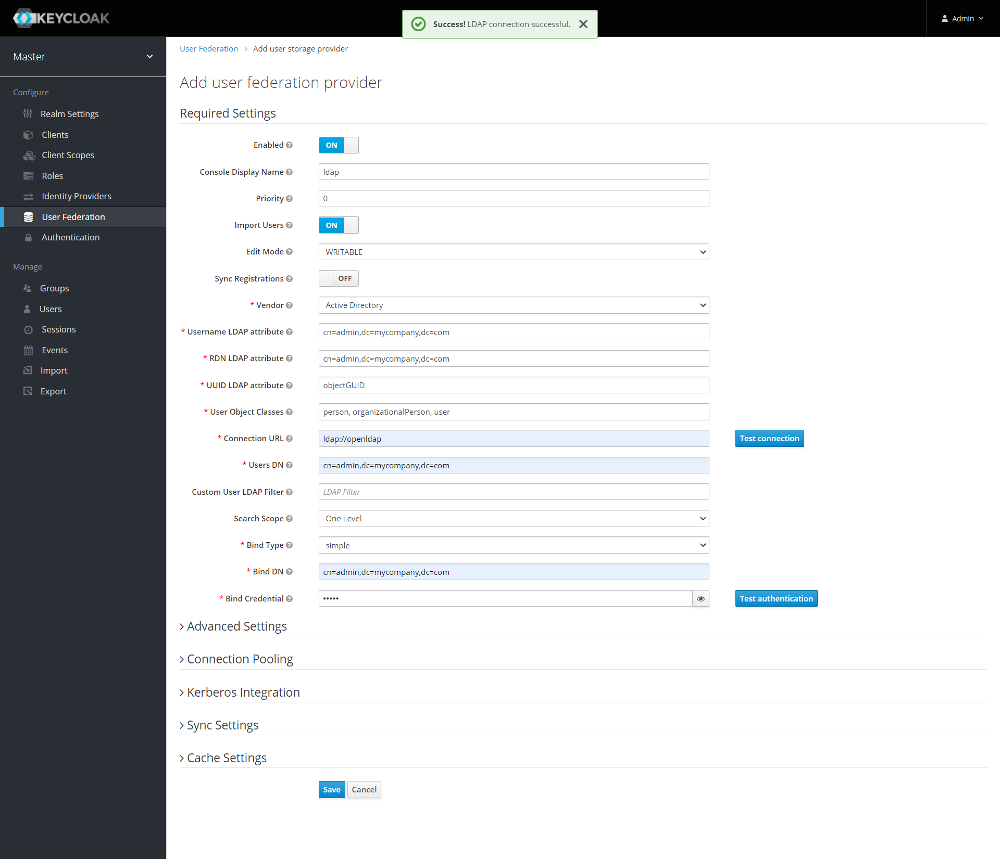 KEYCLOAK
Success! LDAP connection successful.
Admin
Master
Configure
Realm Settings
Clients
Client Scopes
Roles
Identity Providers
User Federation
Authentication
Manage
Groups
Users
Sessions
Events
Import
Export
User Federation > Add user storage provider
Add user federation provider
Required Settings
Enabled ON
Console Display Name ldap
Priority 0
Import Users ON
Edit Mode WRITABLE
Sync Registrations OFF
* Vendor Active Directory
* Username LDAP attribute cn=admin,dc=mycompany,dc=com
* RDN LDAP attribute cn=admin,dc=mycompany,dc=com
* UUID LDAP attribute objectGUID
* User Object Classes person, organizationalPerson, user
* Connection URL ldap://openldap Test connection
* Users DN cn=admin,dc=mycompany,dc=com
Custom User LDAP Filter LDAP Filter
Search Scope One Level
* Bind Type simple
* Bind DN cn=admin,dc=mycompany,dc=com
* Bind Credential ••••• Test authentication
Advanced Settings
Connection Pooling
Kerberos Integration
Sync Settings
Cache Settings
Save Cancel